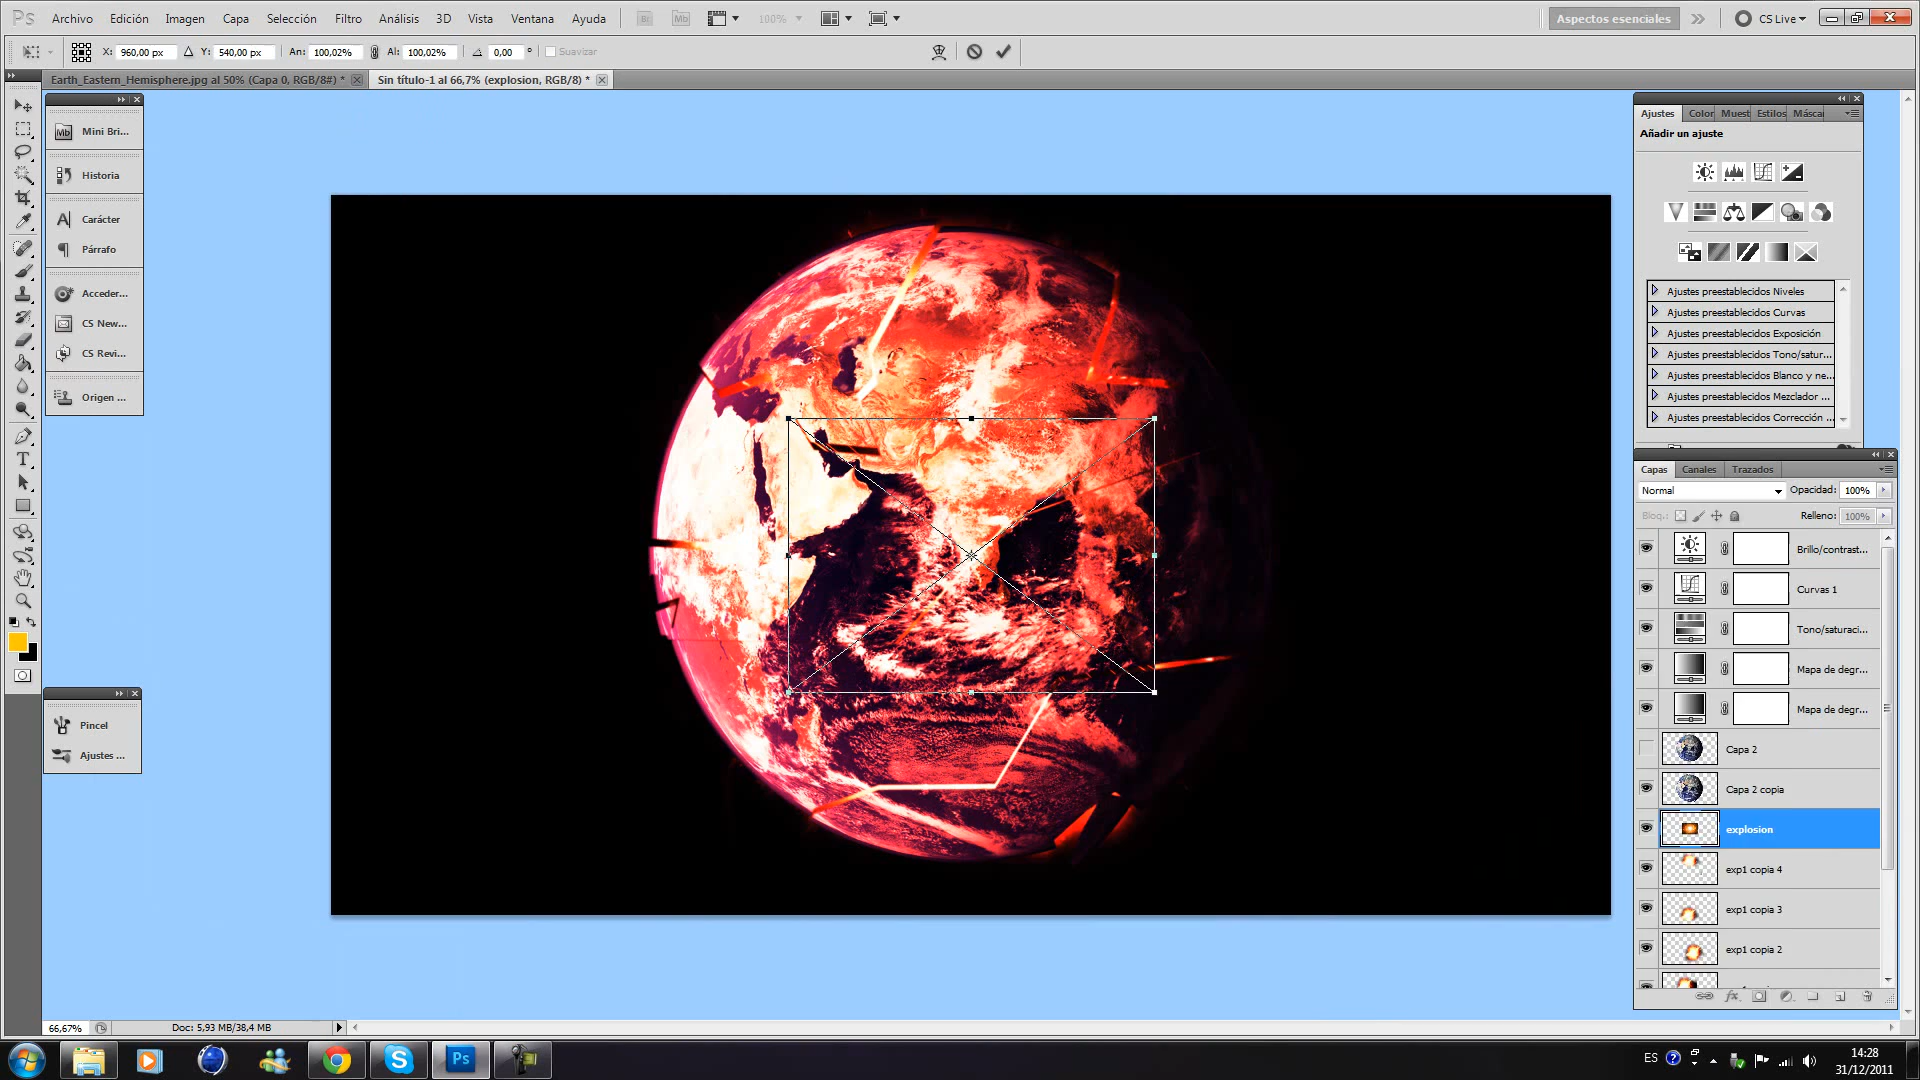 Ps Archivo Edición Imagen Capa Selección Filtro Análisis 3D Vista Ventana Ayuda Br Mb 100% Aspectos esenciales CS Live
X: 960,00 px Y: 540,00 px An: 100,02% Al: 100,02% 0,00 ° Suavizar
Earth_Eastern_Hemisphere.jpg al 50% (Capa 0, RGB/8#) * Sin título-1 al 66,7% (explosion, RGB/8) *
Mb Mini Bri...
Historia
Carácter
Párrafo
Acceder...
CS New...
CS Revi...
Origen ...
Pincel
Ajustes ...
Ajustes Color Muest Estilos Másca
Añadir un ajuste
Ajustes preestablecidos Niveles
Ajustes preestablecidos Curvas
Ajustes preestablecidos Exposición
Ajustes preestablecidos Tono/satur...
Ajustes preestablecidos Blanco y ne...
Ajustes preestablecidos Mezclador ...
Ajustes preestablecidos Corrección ...
Capas Canales Trazados
Normal Opacidad: 100%
Bloq.: Relleno: 100%
Brillo/contrast...
Curvas 1
Tono/saturaci...
Mapa de degr...
Mapa de degr...
Capa 2
Capa 2 copia
explosion
exp1 copia 4
exp1 copia 3
exp1 copia 2
66,67% Doc: 5,93 MB/38,4 MB
Ps ES 14:28
31/12/2011